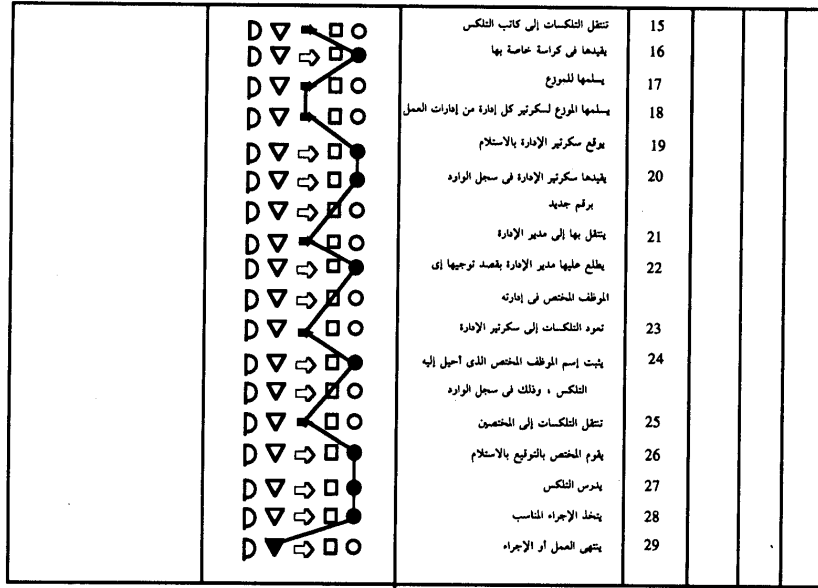 15 تنتقل التلكسات إلى كاتب التلكس
16 يقيدها فى كراسة خاصة بها
17 يسلمها للموزع
18 يسلمها الموزع لسكرتير كل إدارة من إدارات العمل
19 يوقع سكرتير الإدارة بالاستلام
20 يقيدها سكرتير الإدارة فى سجل الوارد
برقم جديد
21 ينتقل بها إلى مدير الإدارة
22 يطلع عليها مدير الإدارة بقصد توجيها إى
الموظف المختص فى إدارته
23 تعود التلكسات إلى سكرتير الإدارة
24 يثبت إسم الموظف المختص الذى أحيل إليه
التلكس ، وذلك فى سجل الوارد
25 تنتقل التلكسات إلى المختصين
26 يقوم المختص بالتوقيع بالاستلام
27 يدرس التلكس
28 يتخذ الإجراء المناسب
29 ينتهى العمل أو الإجراء